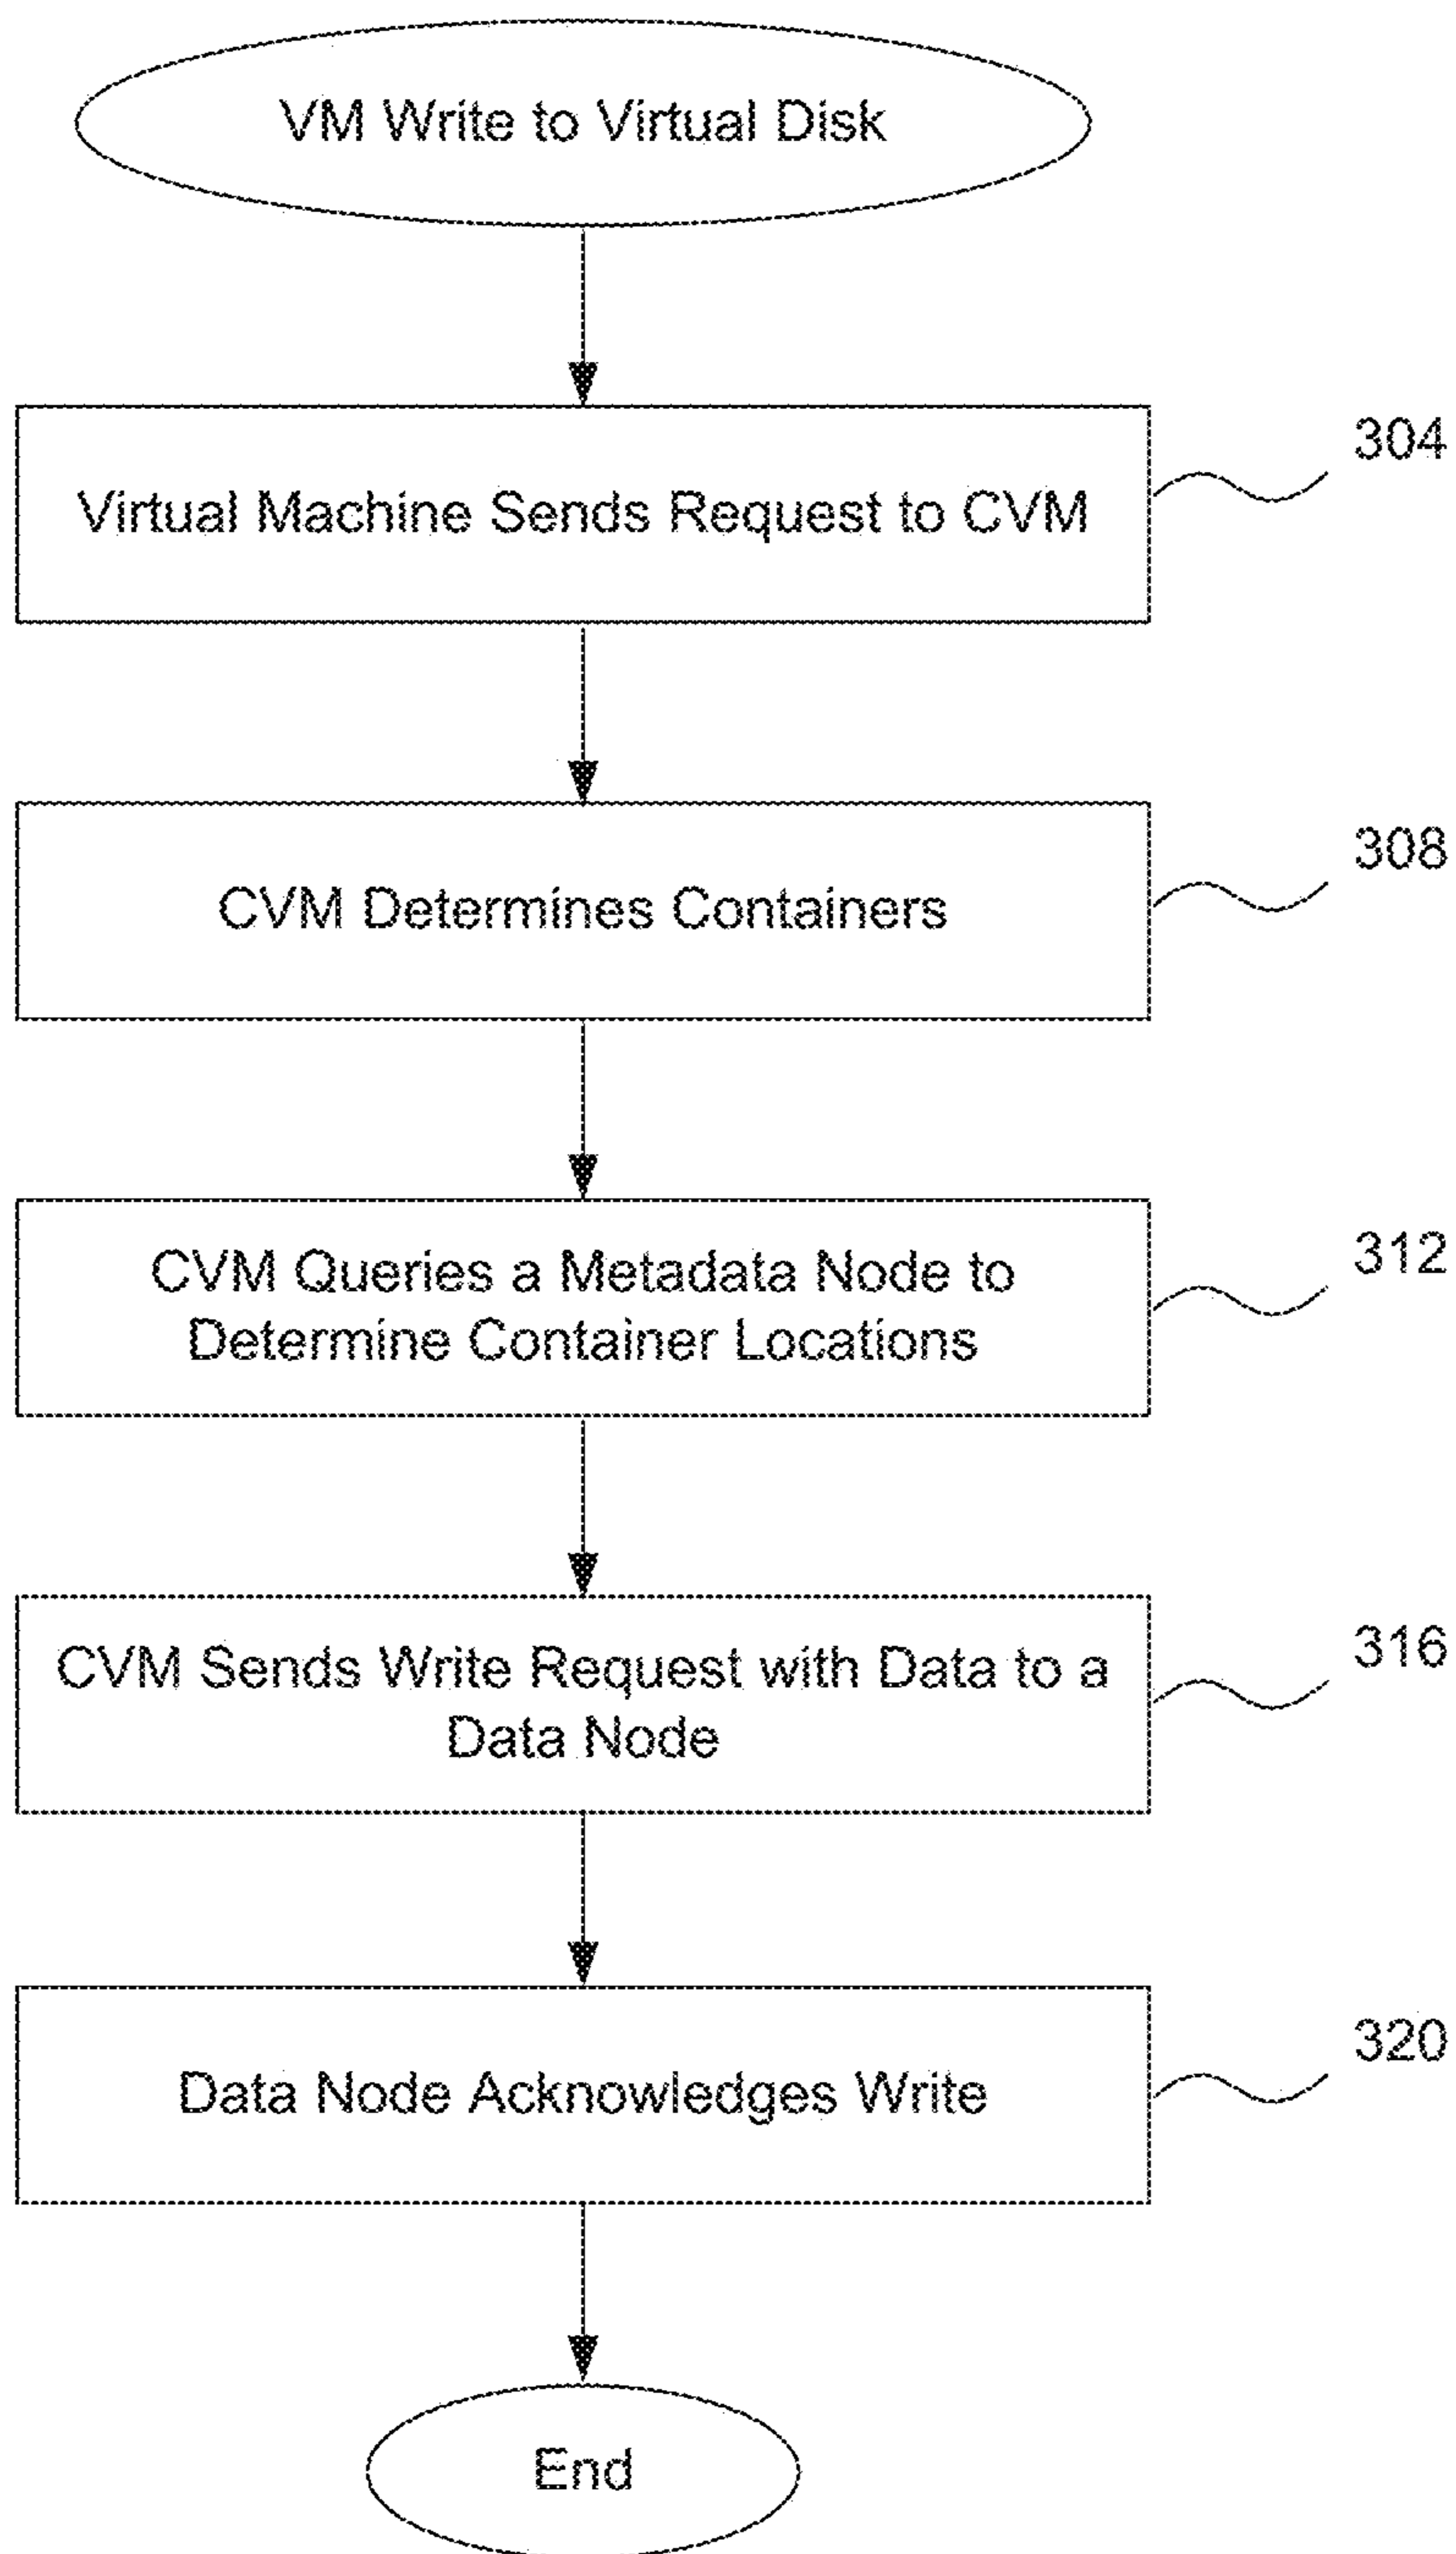 VM Write to Virtual Disk
304
Virtual Machine Sends Request to CVM
308
CVM Determines Containers
312
CVM Queries a Metadata Node to
Determine Container Locations
316
CVM Sends Write Request with Data to a
Data Node
320
Data Node Acknowledges Write
End